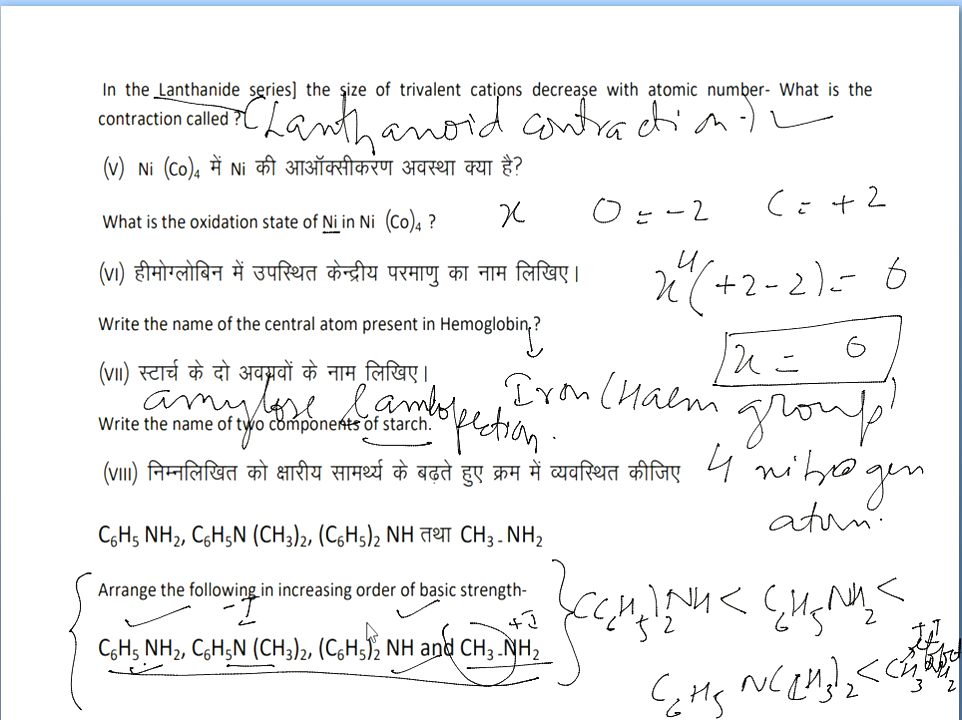 In the Lanthanide series] the size of trivalent cations decrease with atomic number- What is the
contraction called ? (Lanthanoid contraction)
(V) Ni (Co)₄ में Ni की आऑक्सीकरण अवस्था क्या है?
What is the oxidation state of Ni in Ni (Co)₄ ? x O = -2 C = +2
(VI) हीमोग्लोबिन में उपस्थित केन्द्रीय परमाणु का नाम लिखिए। x 4(+2-2) = 0
Write the name of the central atom present in Hemoglobin,?
x = 0
(VII) स्टार्च के दो अवयवों के नाम लिखिए।
Iron (Haem group)
amylose
Write the name of two components of starch.
(VIII) निम्नलिखित को क्षारीय सामर्थ्य के बढ़ते हुए क्रम में व्यवस्थित कीजिए 4 nitrogen
atom.
C₆H₅ NH₂, C₆H₅N (CH₃)₂, (C₆H₅)₂ NH तथा CH₃ - NH₂
Arrange the following in increasing order of basic strength- (C₆H₅)₂NH < C₆H₅NH₂ <
-I +I
C₆H₅ NH₂, C₆H₅N (CH₃)₂, (C₆H₅)₂ NH and CH₃ -NH₂
C₆H₅ N(CH₃)₂ < CH₃